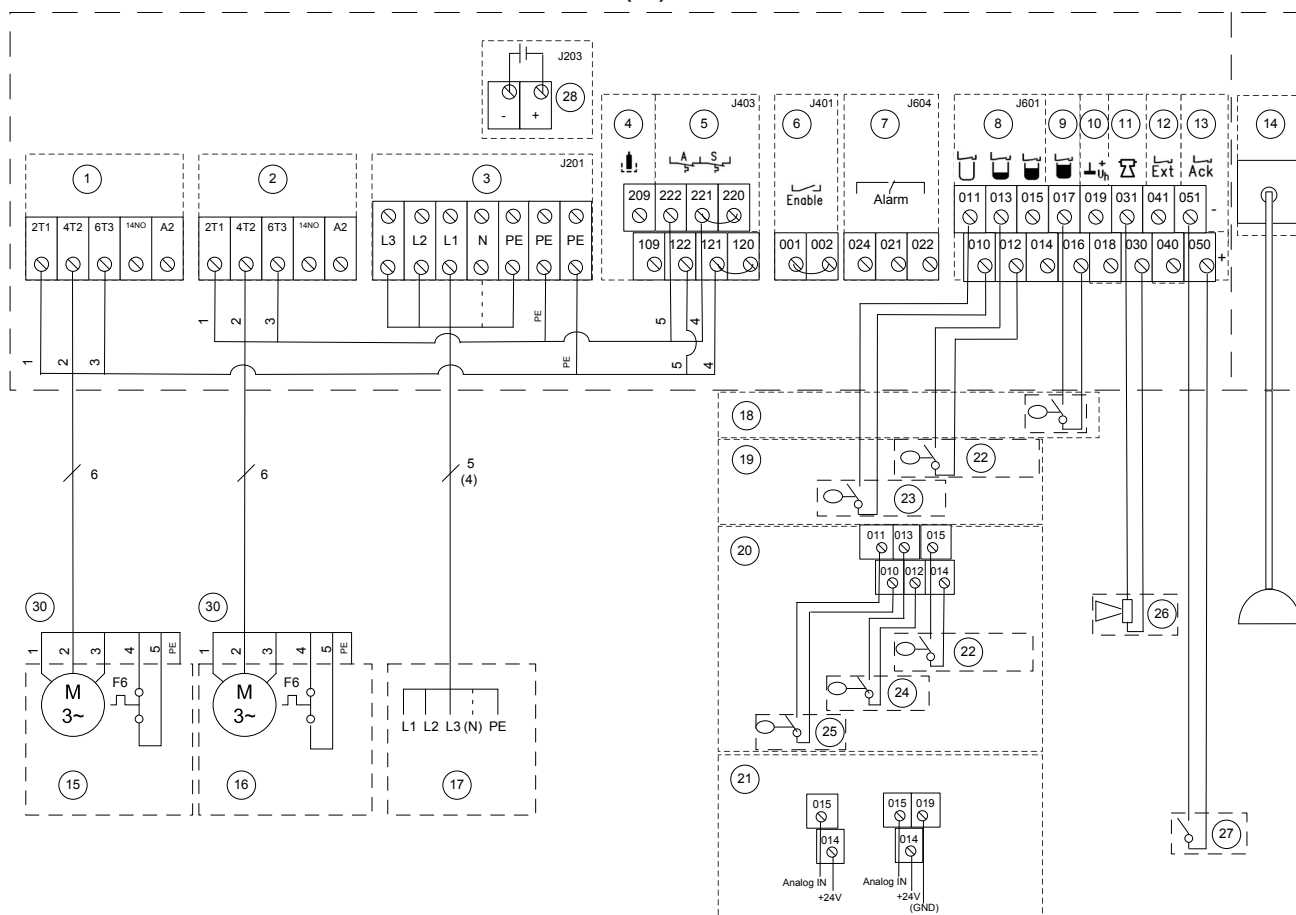 J203
- +
28
4 5 J403
6 J401
7 J604
8 J601 9 10 11 12 13
14
1
2
3 J201
A S
P P
Enable
Alarm
+
Uh
Ext
Ack
2T1 4T2 6T3 14NO A2
2T1 4T2 6T3 14NO A2
L3 L2 L1 N PE PE PE
209 222 221 220
109 122 121 120
001 002
024 021 022
011 013 015 017 019 031 041 051 -
010 012 014 016 018 030 040 050 +
1 2 3
1 2 3
PE
PE
5 4
5 4
18
19
22
23
6
6
5
(4)
20
011 013 015
010 012 014
22
24
25
26
30
30
1 2 3 4 5 PE
1 2 3 4 5 PE
M
3~
F6
M
3~
F6
L1 L2 L3 (N) PE
15
16
17
21
015
014
Analog IN
+24V
015 019
014
Analog IN
+24V
(GND)
27